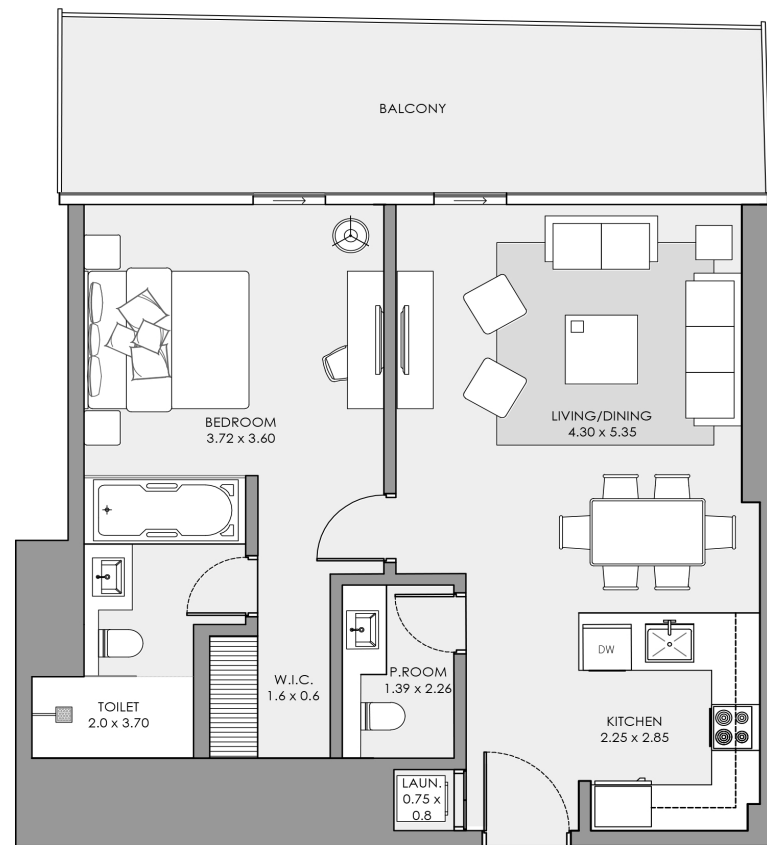 BALCONY
BEDROOM
3.72 x 3.60
LIVING/DINING
4.30 x 5.35
DW
P.ROOM
1.39 x 2.26
W.I.C.
1.6 x 0.6
TOILET
2.0 x 3.70
KITCHEN
2.25 x 2.85
LAUN.
0.75 x
0.8